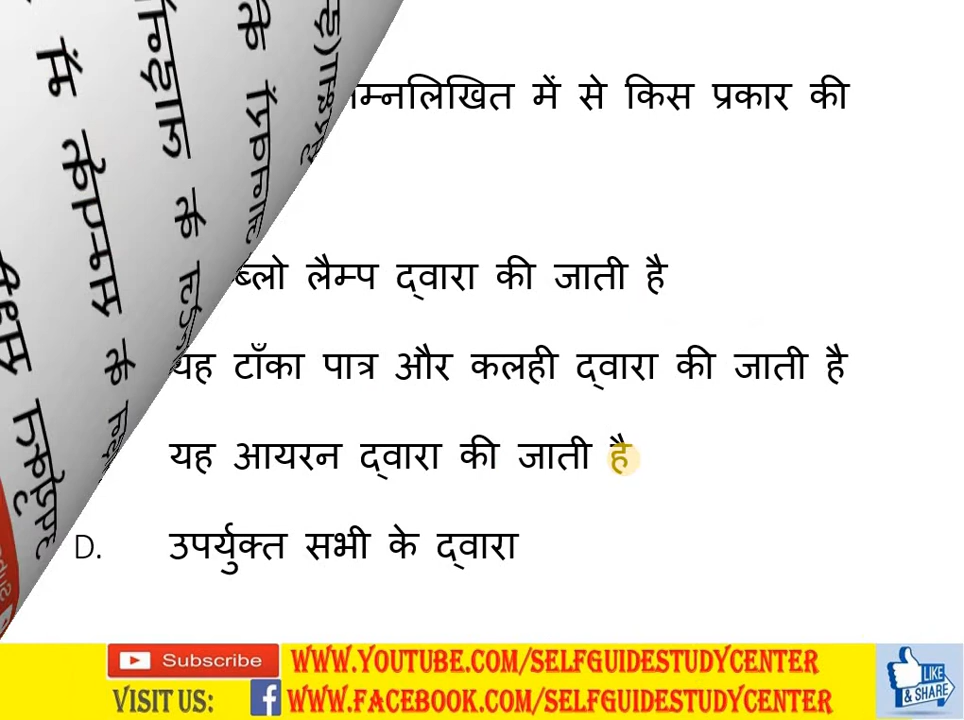 में से किस प्रकार की
ब्लो लैम्प द्वारा की जाती है
यह टाँका पात्र और कलही द्वारा की जाती है
यह आयरन द्वारा की जाती है
D. उपर्युक्त सभी के द्वारा
Subscribe WWW.YOUTUBE.COM/SELFGUIDESTUDYCENTER
VISIT US: f WWW.FACEBOOK.COM/SELFGUIDESTUDYCENTER
LIKE
& SHARE